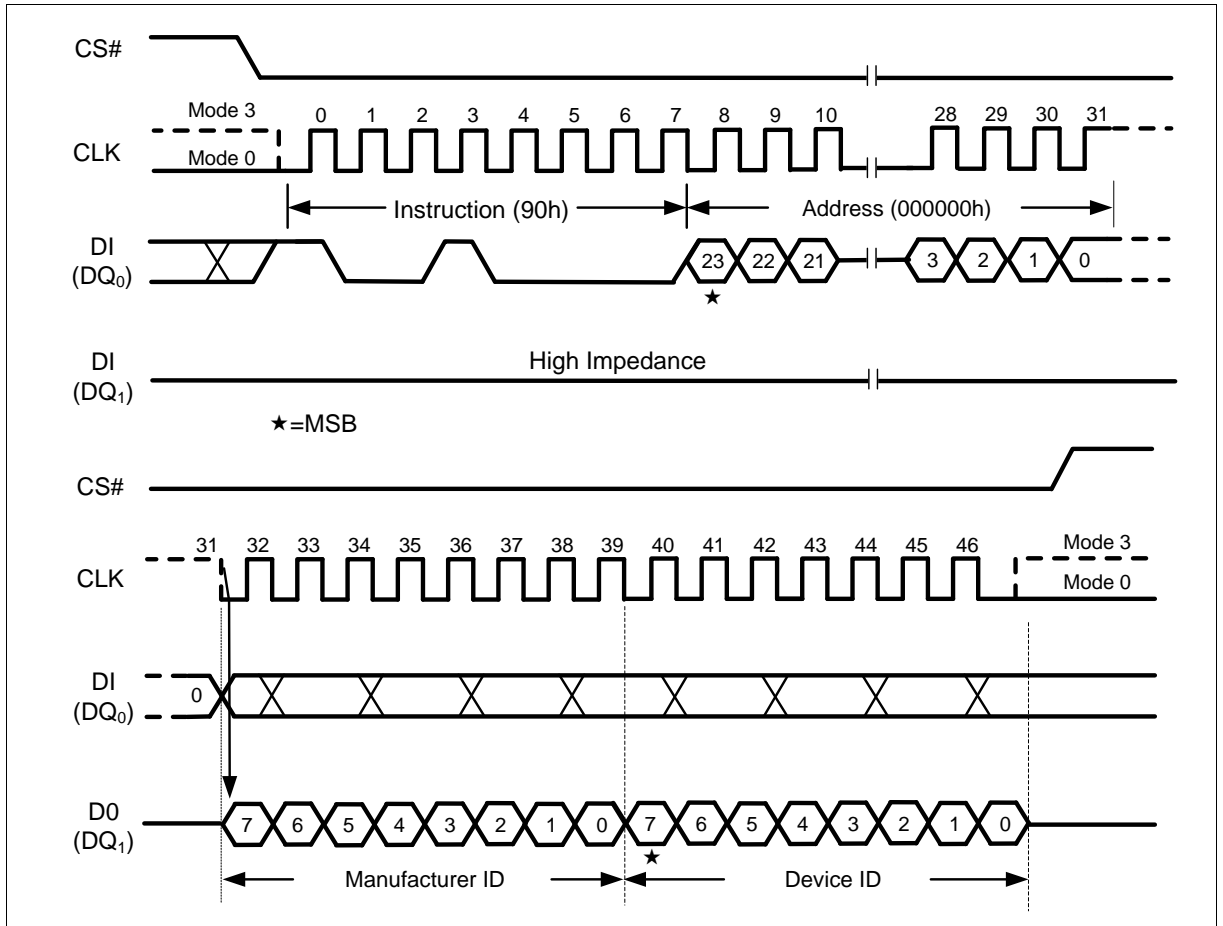 CS#
Mode 3
0 1 2 3 4 5 6 7 8 9 10 28 29 30 31
CLK
Mode 0
Instruction (90h)
Address (000000h)
DI
(DQ0)
23 22 21 3 2 1 0
★
High Impedance
DI
(DQ1)
★=MSB
CS#
31 32 33 34 35 36 37 38 39 40 41 42 43 44 45 46
Mode 3
CLK
Mode 0
DI
(DQ0)
0
D0
(DQ1)
7 6 5 4 3 2 1 0 7 6 5 4 3 2 1 0
★
Manufacturer ID
Device ID